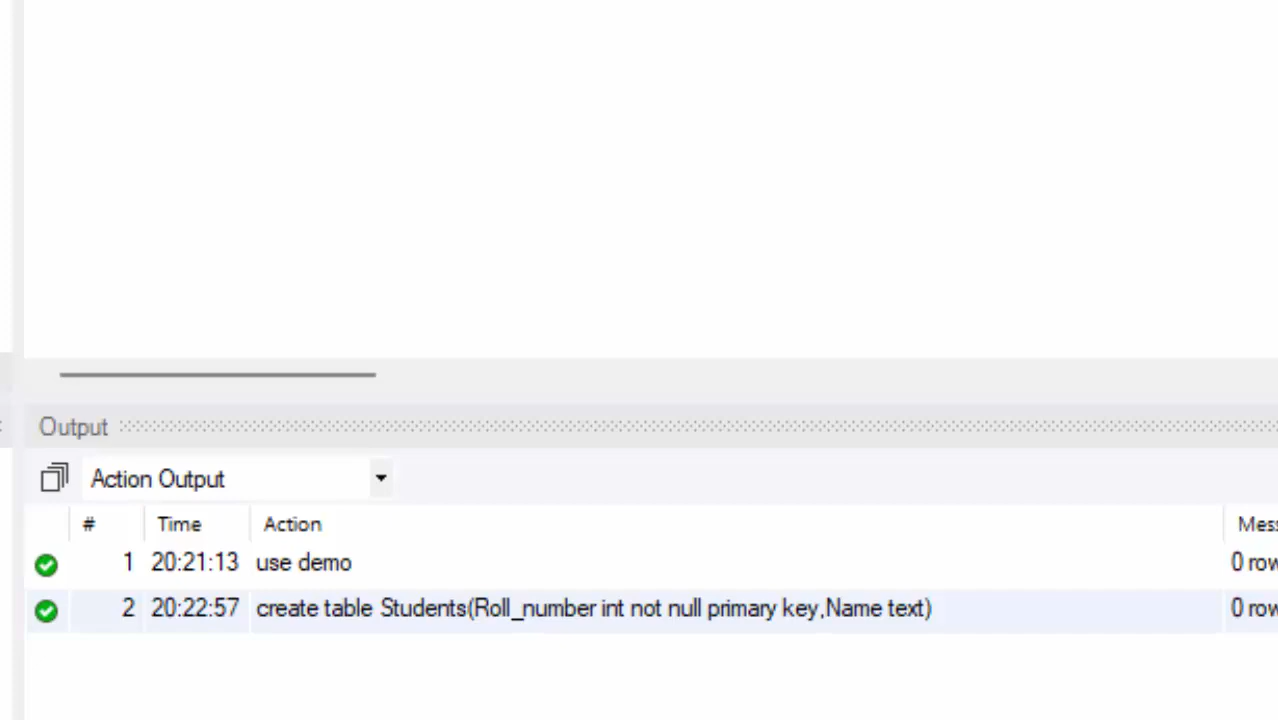 Output
Action Output
# Time Action Mess
1 20:21:13 use demo 0 row
2 20:22:57 create table Students(Roll_number int not null primary key,Name text) 0 row